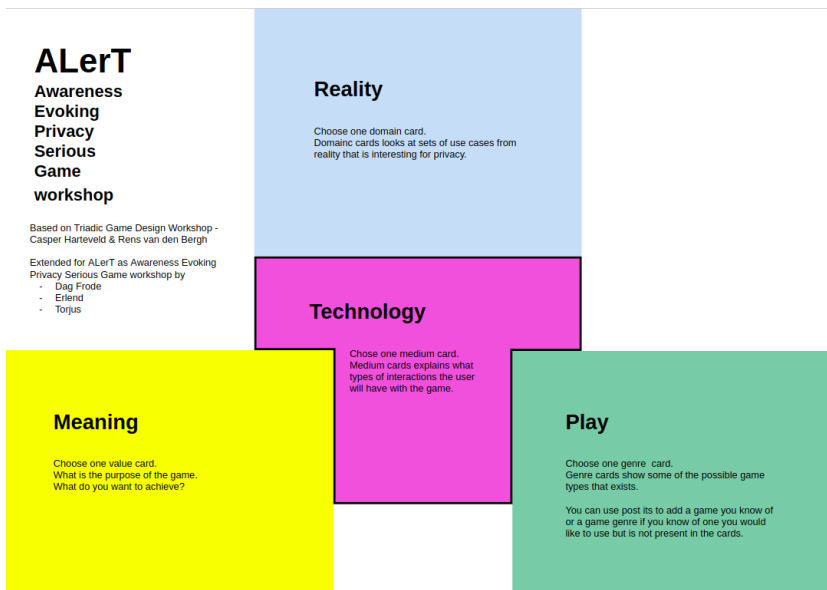 ALerT
Awareness
Evoking
Privacy
Serious
Game
workshop
Based on Triadic Game Design Workshop -
Casper Harteveld & Rens van den Bergh
Extended for ALerT as Awareness Evoking
Privacy Serious Game workshop by
- Dag Frode
- Erlend
- Torjus
Reality
Choose one domain card.
Domainc cards looks at sets of use cases from
reality that is interesting for privacy.
Technology
Chose one medium card.
Medium cards explains what
types of interactions the user
will have with the game.
Meaning
Choose one value card.
What is the purpose of the game.
What do you want to achieve?
Play
Choose one genre  card.
Genre cards show some of the possible game
types that exists.
You can use post its to add a game you know of
or a game genre if you know of one you would
like to use but is not present in the cards.